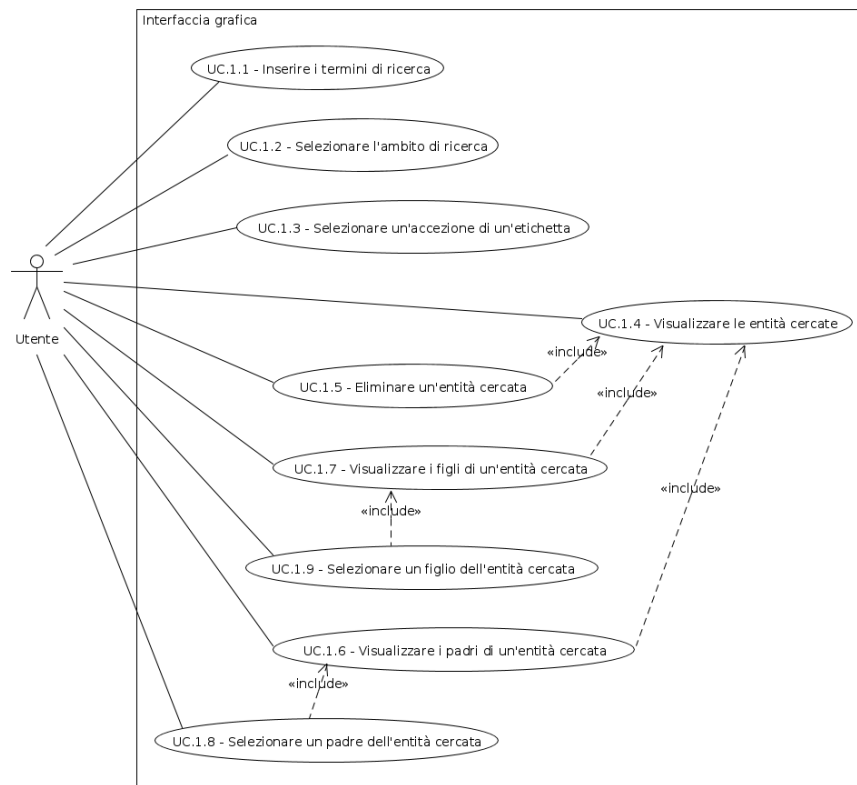 Interfaccia grafica
UC.1.1 - Inserire i termini di ricerca
UC.1.2 - Selezionare l'ambito di ricerca
UC.1.3 - Selezionare un'accezione di un'etichetta
UC.1.4 - Visualizzare le entità cercate
Utente
«include»
UC.1.5 - Eliminare un'entità cercata
«include»
UC.1.7 - Visualizzare i figli di un'entità cercata
«include»
«include»
UC.1.9 - Selezionare un figlio dell'entità cercata
UC.1.6 - Visualizzare i padri di un'entità cercata
«include»
UC.1.8 - Selezionare un padre dell'entità cercata